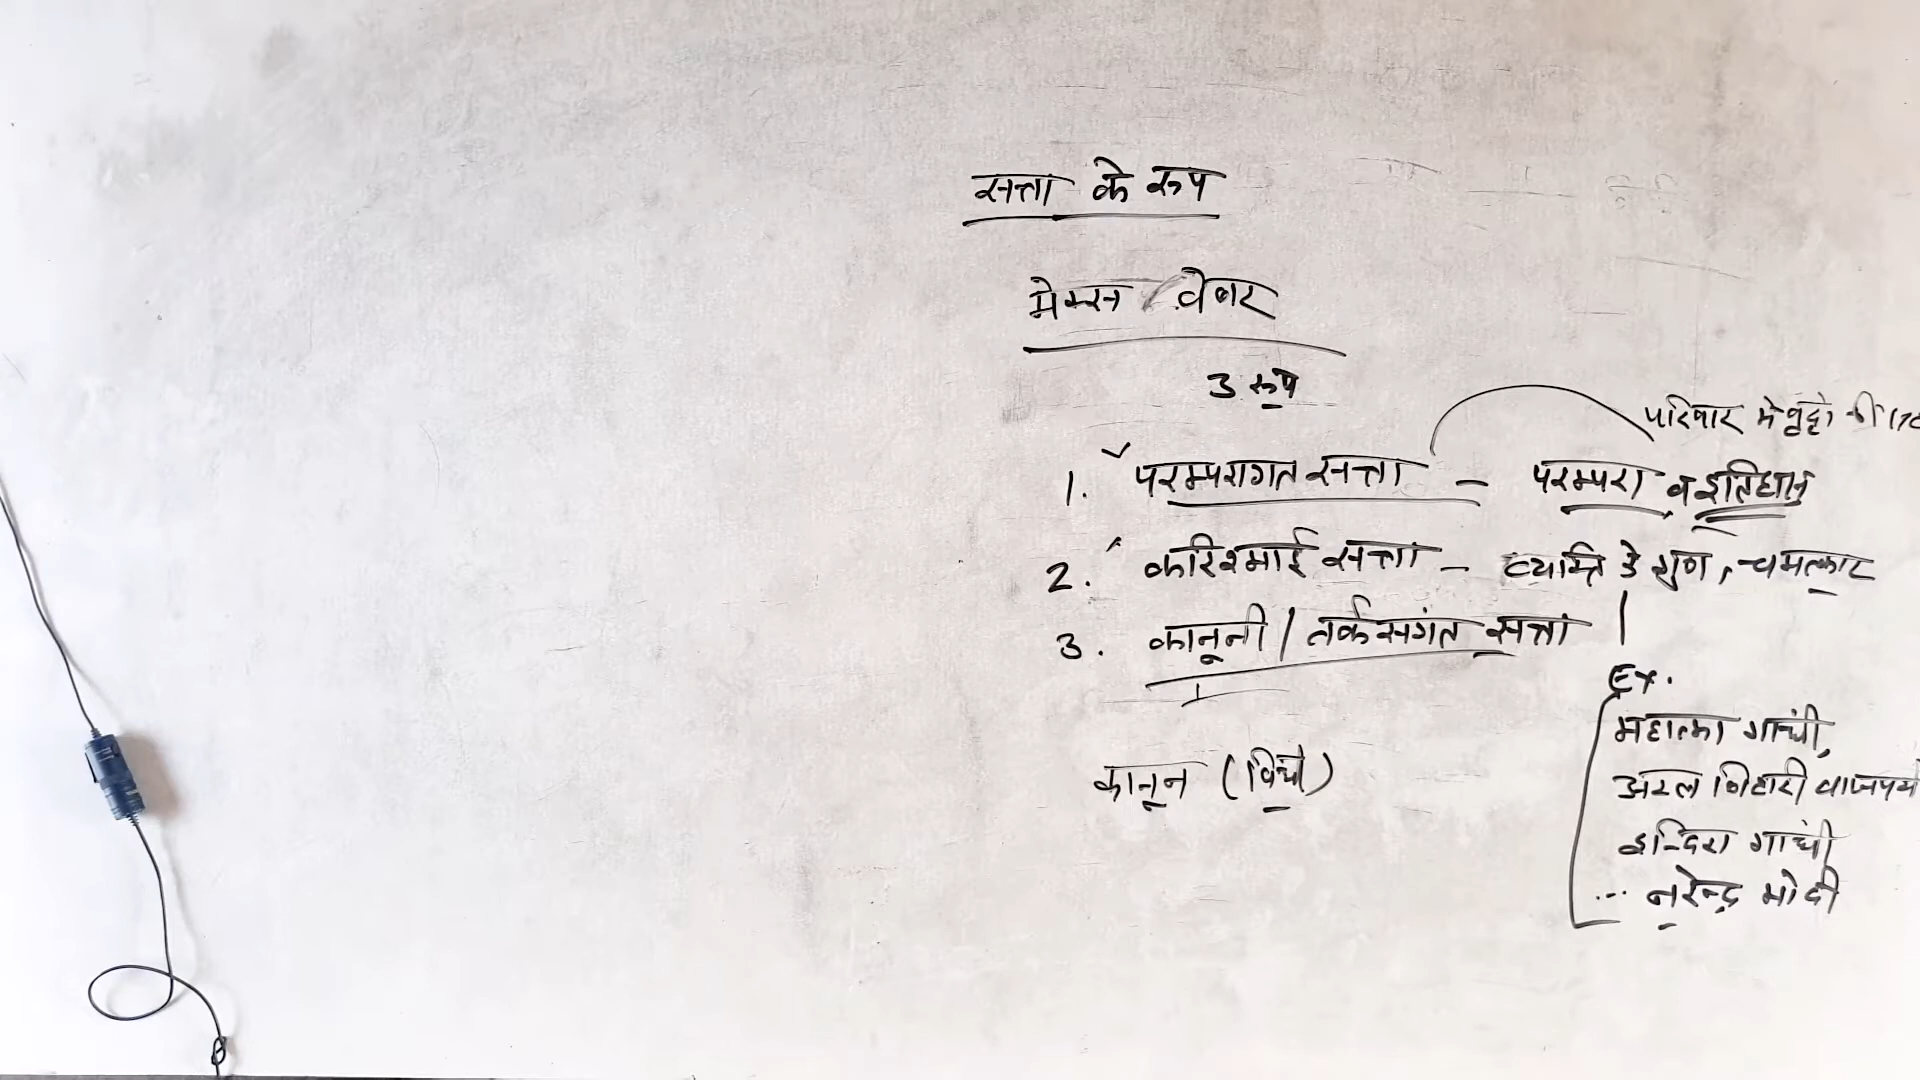 सत्ता के रुप
मेक्स वेबर
3 रुप
परिवार मे वृद्दो की
1. परम्परागत सत्ता – परम्परा व इतिहास
2. करिश्माई सत्ता – व्यक्ति के गुण, चमत्कार
3. कानूनी / तर्कसंगत सत्ता
Ex.
महात्मा गांधी,
कानून (विधि)
अटल बिहारी वाजपेयी
इन्दिरा गांधी
... नरेन्द्र मोदी